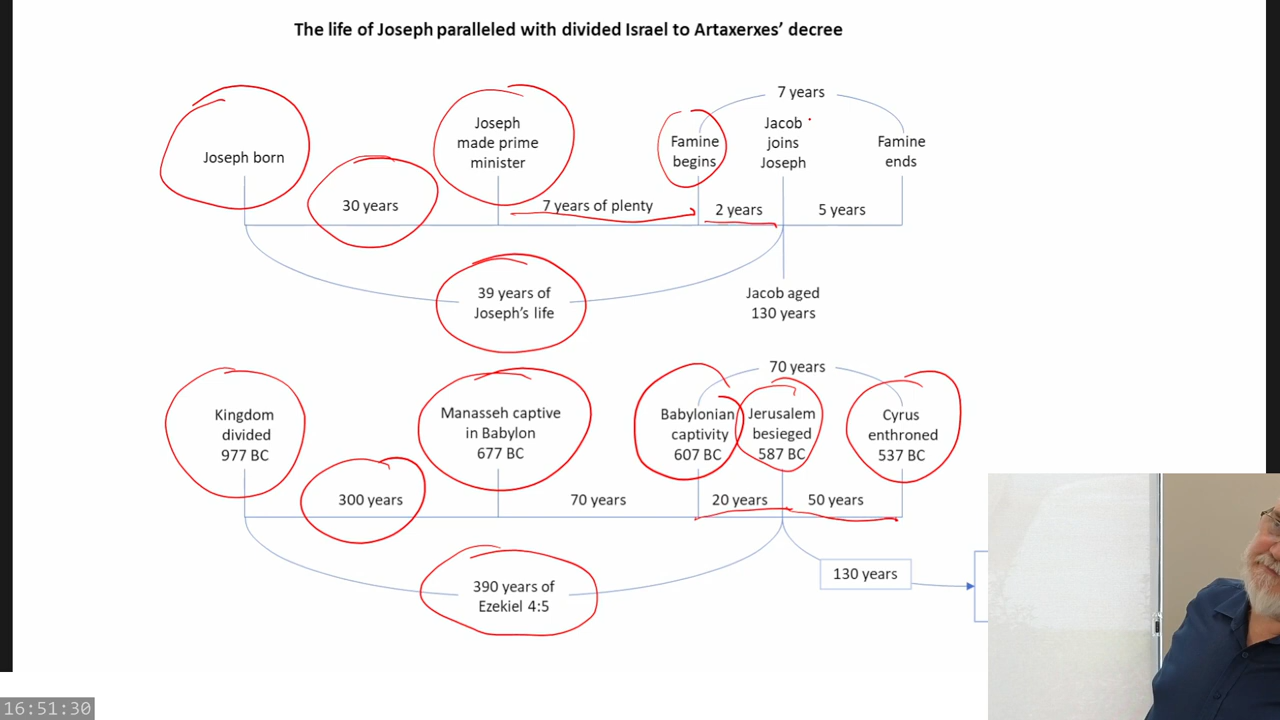 The life of Joseph paralleled with divided Israel to Artaxerxes’ decree
7 years
Joseph born
Joseph
made prime
minister
Famine
begins
Jacob
joins
Joseph
Famine
ends
30 years
7 years of plenty
2 years
5 years
39 years of
Joseph’s life
Jacob aged
130 years
70 years
Kingdom
divided
977 BC
Manasseh captive
in Babylon
677 BC
Babylonian
captivity
607 BC
Jerusalem
besieged
587 BC
Cyrus
enthroned
537 BC
300 years
70 years
20 years
50 years
390 years of
Ezekiel 4:5
130 years
16:51:30